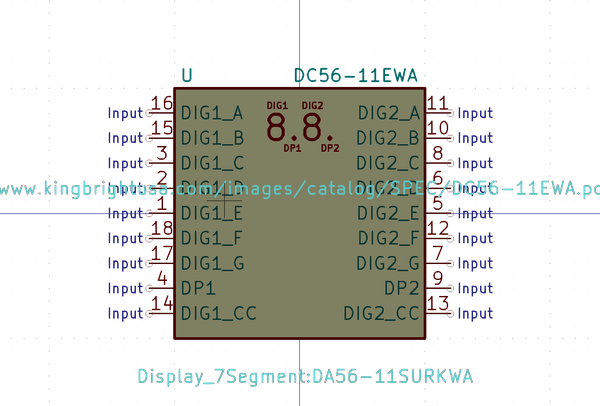 U DC56-11EWA
DIG1 DIG2
8.8.
DP1 DP2
Input 16 DIG1_A DIG2_A 11 Input
Input 15 DIG1_B DIG2_B 10 Input
Input 3 DIG1_C DIG2_C 8 Input
Input 2 DIG1_D DIG2_D 6 Input
www.kingbrightusa.com/images/catalog/SPEC/DC56-11EWA.pd
Input 1 DIG1_E DIG2_E 5 Input
Input 18 DIG1_F DIG2_F 12 Input
Input 17 DIG1_G DIG2_G 7 Input
Input 4 DP1 DP2 9 Input
Input 14 DIG1_CC DIG2_CC 13 Input
Display_7Segment:DA56-11SURKWA